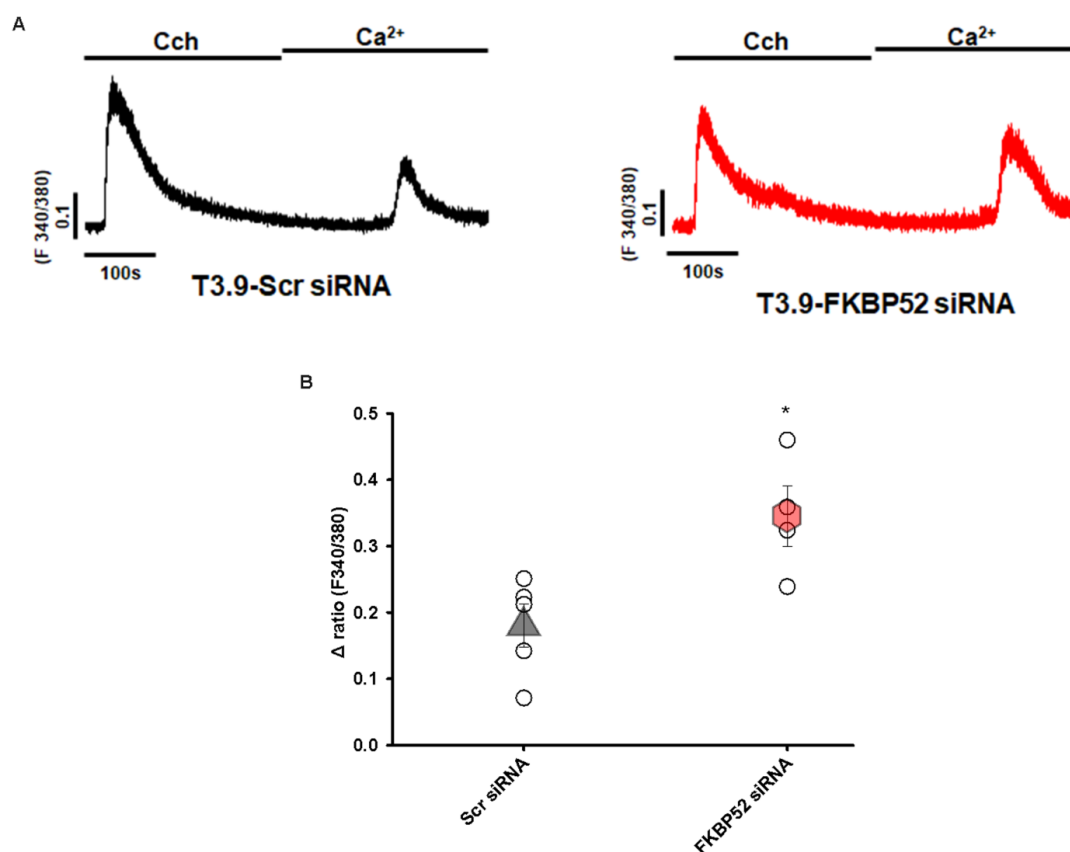 A
Cch Ca²⁺
(F 340/380)
0.1
100s
T3.9-Scr siRNA
Cch Ca²⁺
(F 340/380)
0.1
100s
T3.9-FKBP52 siRNA
B
Δ ratio (F340/380)
0.5
0.4
0.3
0.2
0.1
0.0
*
Scr siRNA
FKBP52 siRNA